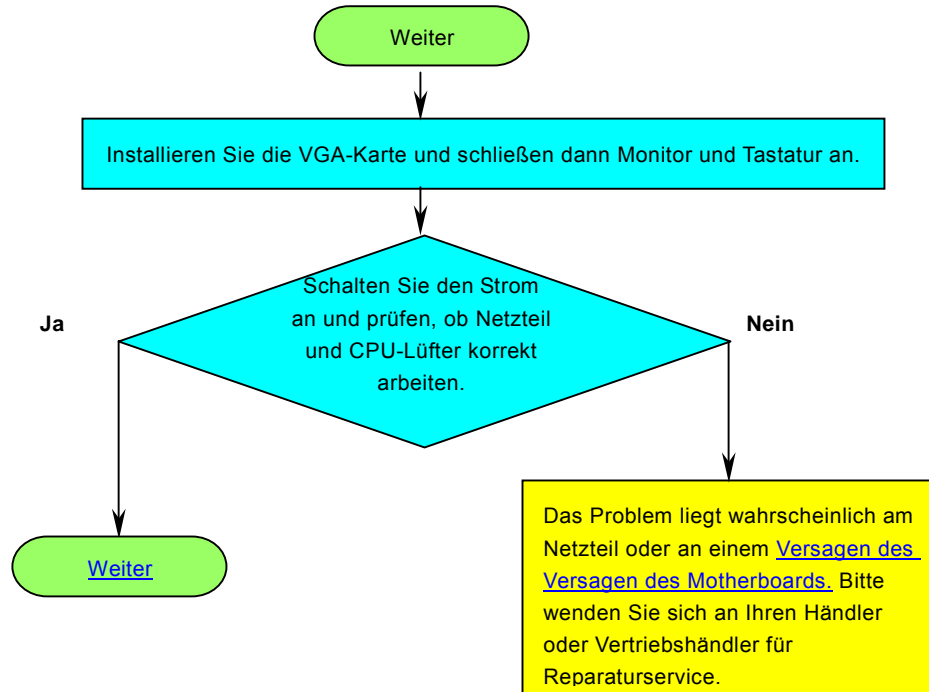 Weiter
Installieren Sie die VGA-Karte und schließen dann Monitor und Tastatur an.
Schalten Sie den Strom
an und prüfen, ob Netzteil
und CPU-Lüfter korrekt
arbeiten.
Ja
Nein
Weiter
Das Problem liegt wahrscheinlich am
Netzteil oder an einem Versagen des
Versagen des Motherboards. Bitte
wenden Sie sich an Ihren Händler
oder Vertriebshändler für
Reparaturservice.